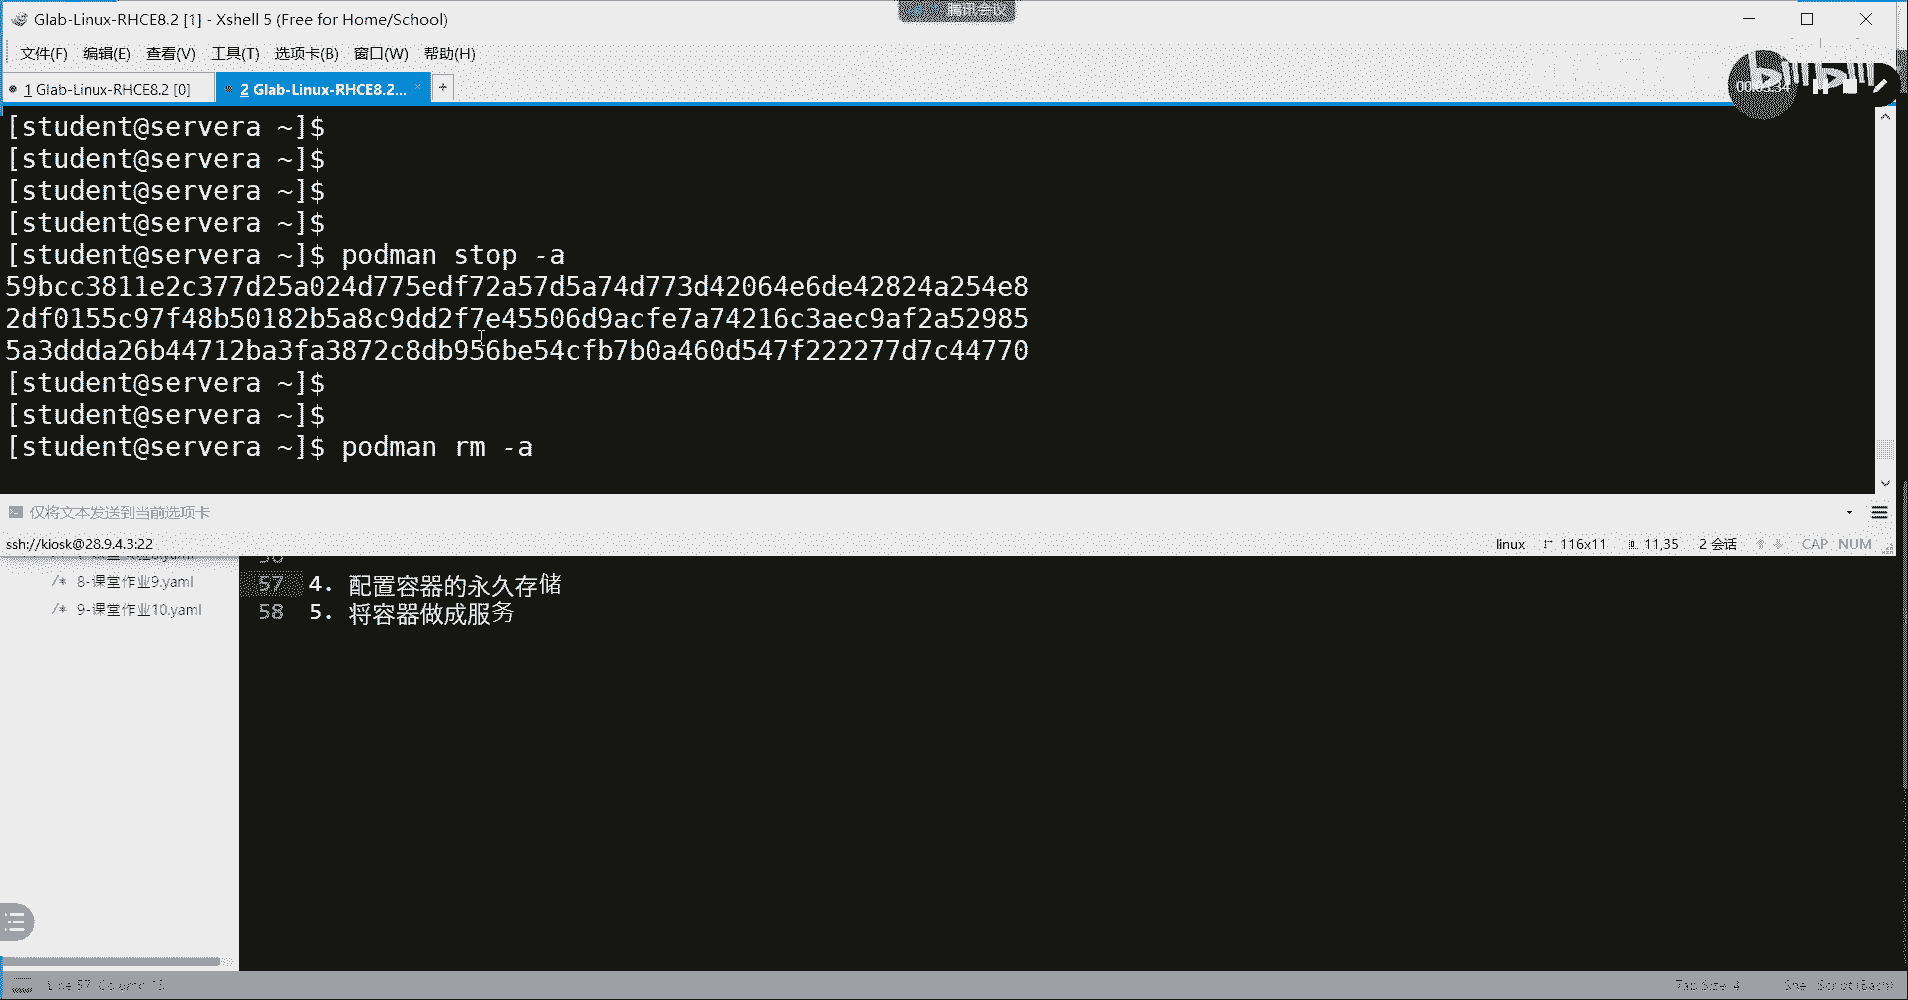 Glab-Linux-RHCE8.2 [1] - Xshell 5 (Free for Home/School)
腾讯会议
文件(F) 编辑(E) 查看(V) 工具(T) 选项卡(B) 窗口(W) 帮助(H)
1 Glab-Linux-RHCE8.2 [0]
2 Glab-Linux-RHCE8.2...
+
[student@servera ~]$
[student@servera ~]$
[student@servera ~]$
[student@servera ~]$
[student@servera ~]$ podman stop -a
59bcc3811e2c377d25a024d775edf72a57d5a74d773d42064e6de42824a254e8
2df0155c97f48b50182b5a8c9dd2f7e45506d9acfe7a74216c3aec9af2a52985
5a3ddda26b44712ba3fa3872c8db956be54cfb7b0a460d547f222277d7c44770
[student@servera ~]$
[student@servera ~]$
[student@servera ~]$ podman rm -a
仅将文本发送到当前选项卡
ssh://kiosk@28.9.4.3:22
linux 116x11 11,35 2 会话 CAP NUM
/* 8-课堂作业9.yaml
/* 9-课堂作业10.yaml
57 4. 配置容器的永久存储
58 5. 将容器做成服务
Line 57, Column 13
Tab Size: 4
Shell Script (Bash)